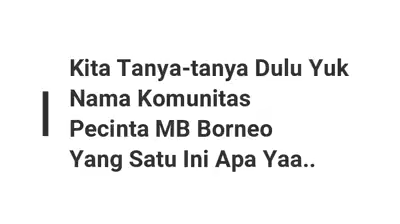 Kita Tanya-tanya Dulu Yuk
Nama Komunitas
Pecinta MB Borneo
Yang Satu Ini Apa Yaa..